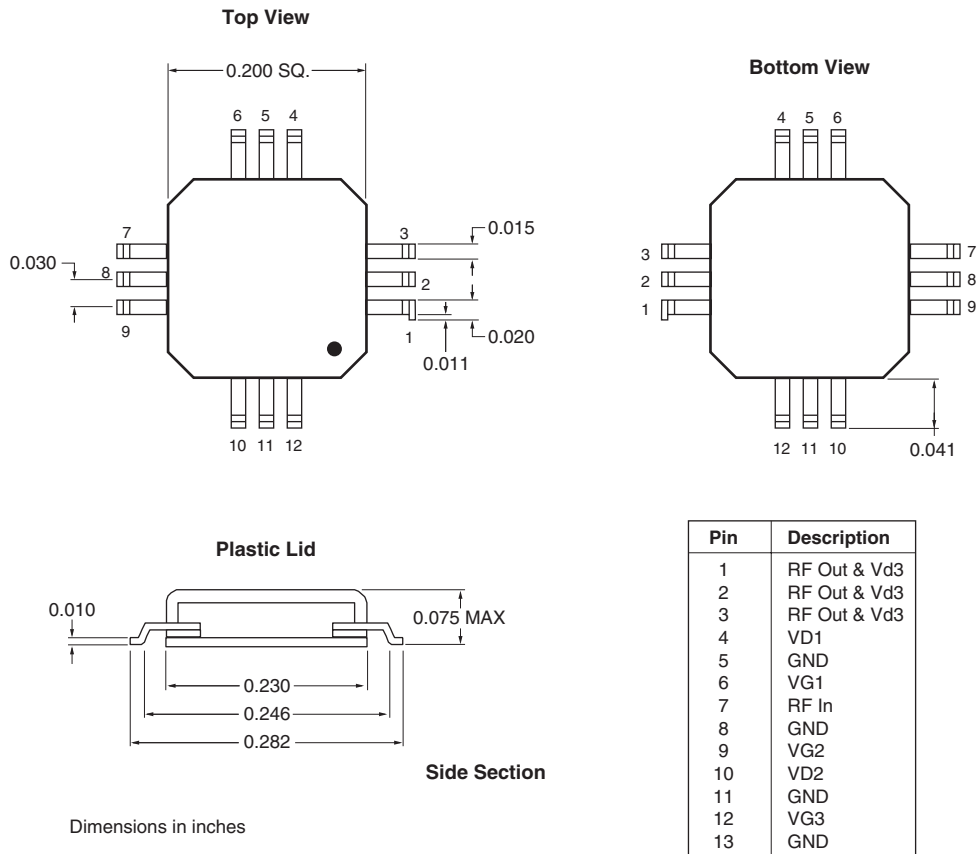 Top View
0.200 SQ.
6 5 4
7
8
9
0.030
3
2
1
0.015
0.020
0.011
10 11 12
Bottom View
4 5 6
3
2
1
7
8
9
12 11 10
0.041
Plastic Lid
0.010
0.075 MAX
0.230
0.246
0.282
Side Section
Dimensions in inches
Pin Description
1 RF Out & Vd3
2 RF Out & Vd3
3 RF Out & Vd3
4 VD1
5 GND
6 VG1
7 RF In
8 GND
9 VG2
10 VD2
11 GND
12 VG3
13 GND